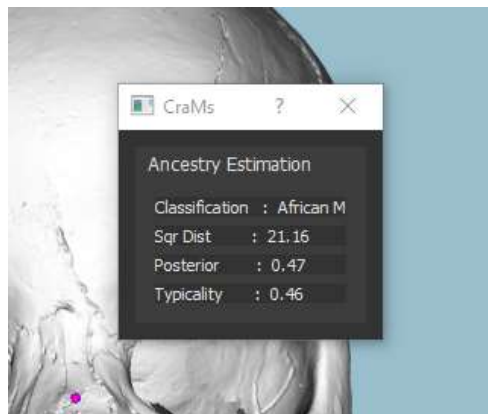 CraMs ?
Ancestry Estimation
Classification : African M
Sqr Dist : 21.16
Posterior : 0.47
Typicality : 0.46